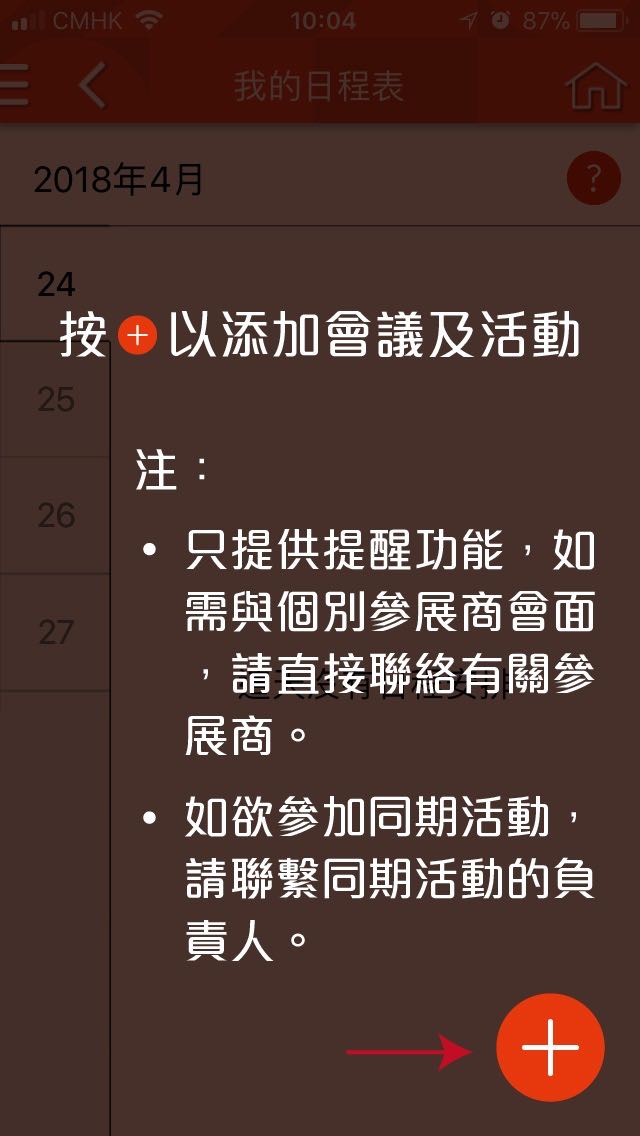 CMHK 10:04 87%
我的日程表
2018年4月 ?
24
按+以添加會議及活動
25
注：
26
• 只提供提醒功能，如
需與個別參展商會面
27
，請直接聯絡有關參
展商。
• 如欲參加同期活動，
請聯繫同期活動的負
責人。
+